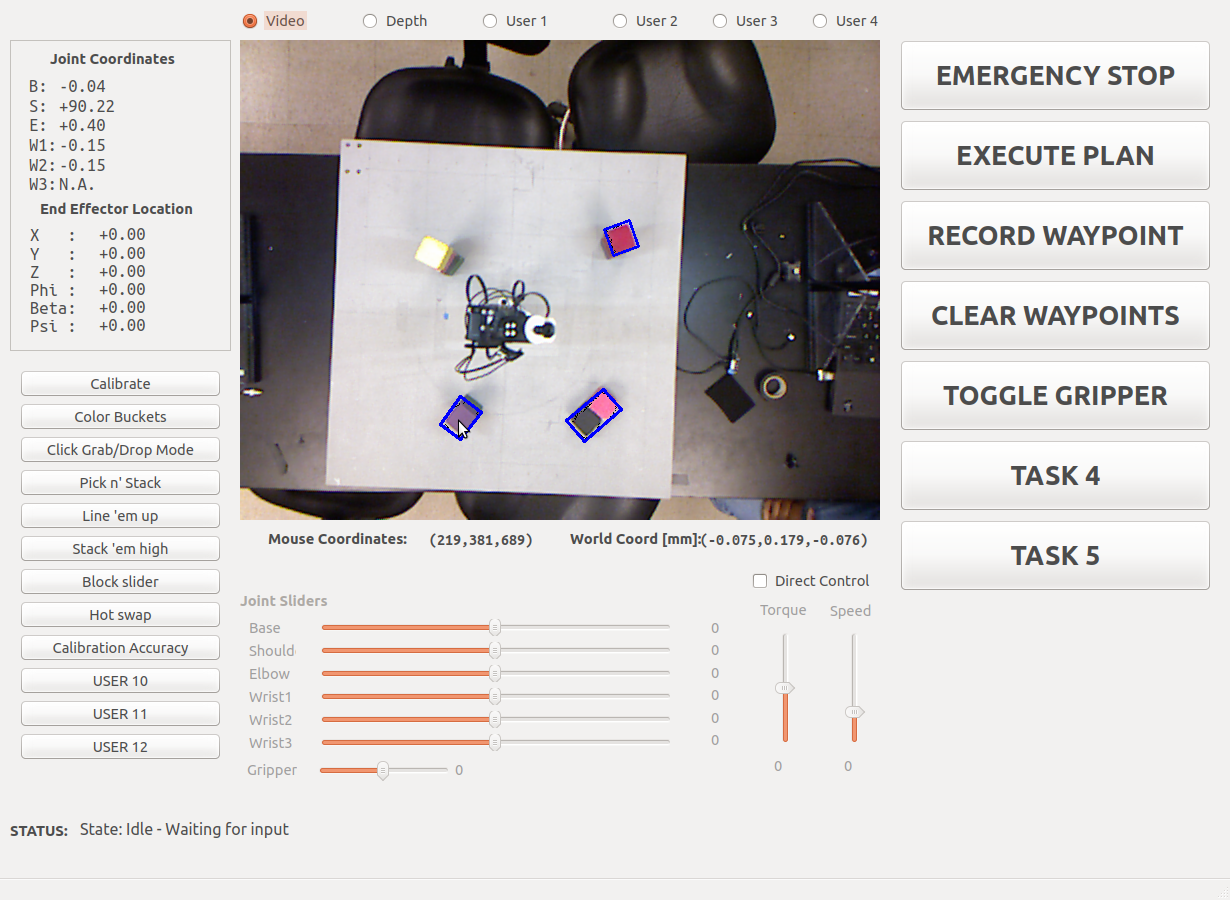 Video Depth User 1 User 2 User 3 User 4
Joint Coordinates
B: -0.04
S: +90.22
E: +0.40
W1:-0.15
W2:-0.15
W3:N.A.
End Effector Location
X : +0.00
Y : +0.00
Z : +0.00
Phi : +0.00
Beta: +0.00
Psi : +0.00
Calibrate
Color Buckets
Click Grab/Drop Mode
Pick n' Stack
Line 'em up
Stack 'em high
Block slider
Hot swap
Calibration Accuracy
USER 10
USER 11
USER 12
EMERGENCY STOP
EXECUTE PLAN
RECORD WAYPOINT
CLEAR WAYPOINTS
TOGGLE GRIPPER
TASK 4
TASK 5
Mouse Coordinates: (219,381,689) World Coord [mm]:(-0.075,0.179,-0.076)
Direct Control
Joint Sliders
Torque Speed
Base 0
Should 0
Elbow 0
Wrist1 0
Wrist2 0
Wrist3 0
Gripper 0
0 0
STATUS: State: Idle - Waiting for input